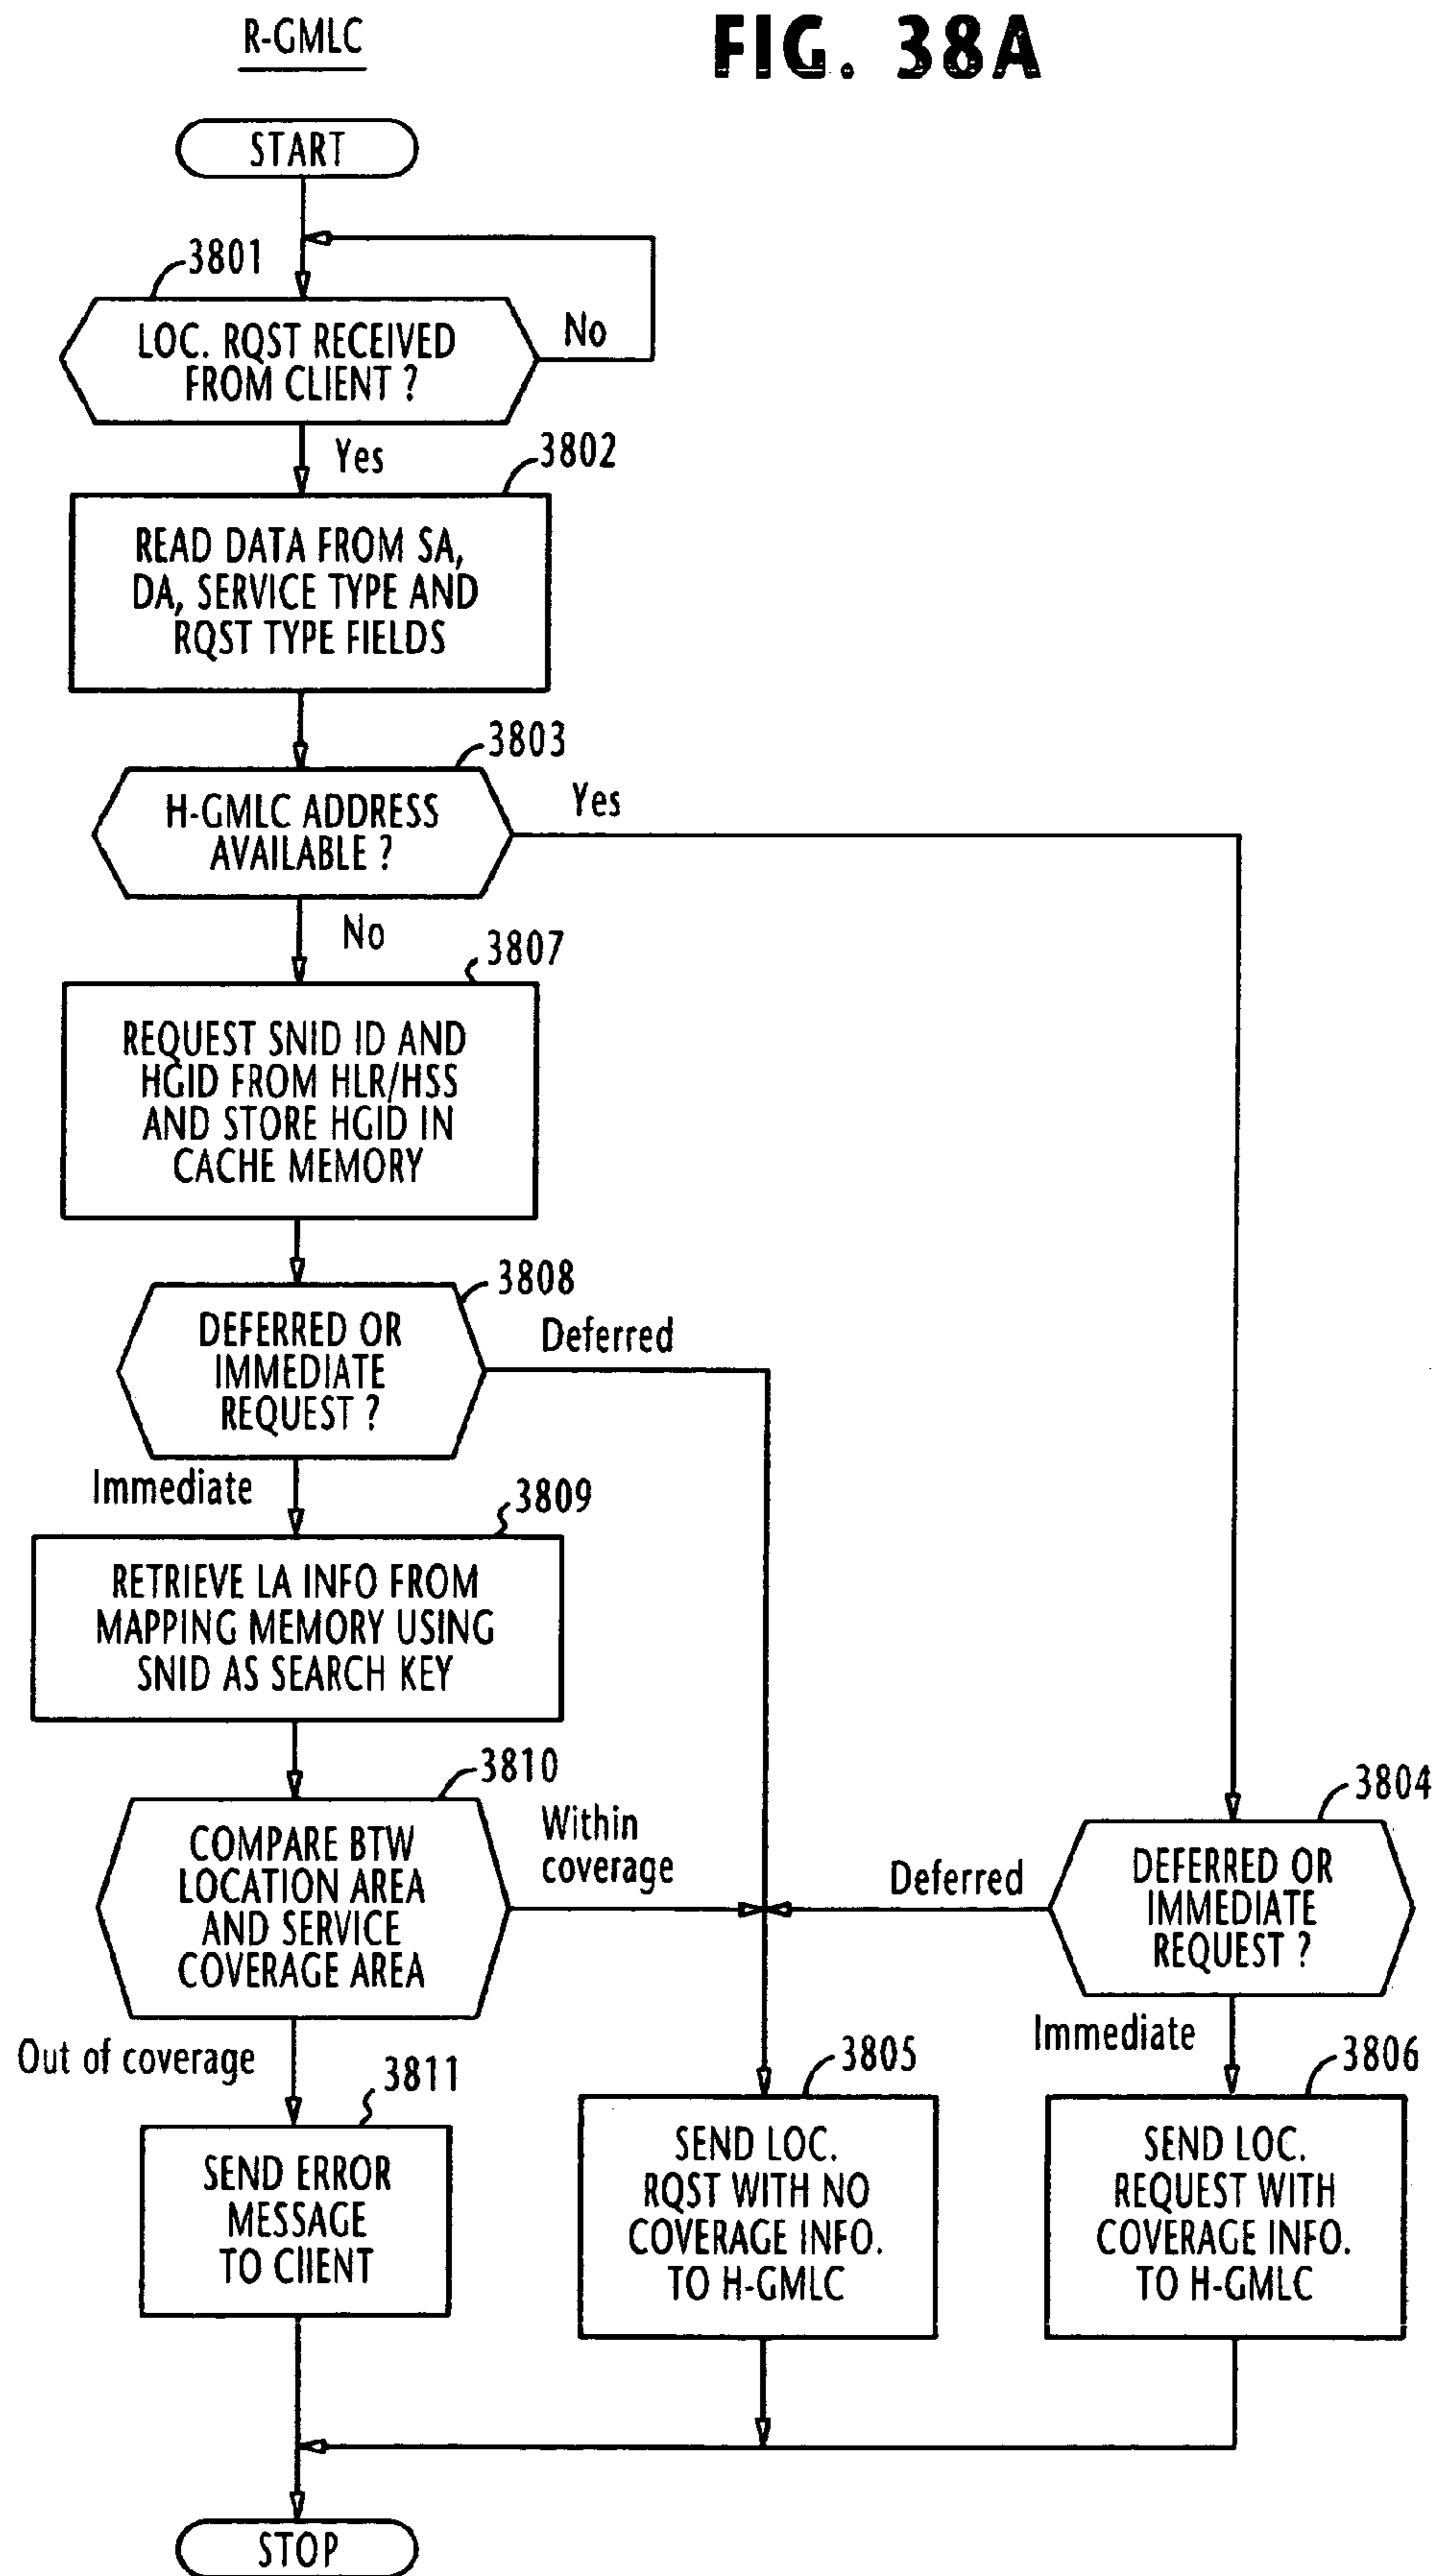 R-GMLC
FIG. 38A
START
3801
LOC. RQST RECEIVED
FROM CLIENT ?
No
Yes
3802
READ DATA FROM SA,
DA, SERVICE TYPE AND
RQST TYPE FIELDS
3803
H-GMLC ADDRESS
AVAILABLE ?
Yes
No
3807
REQUEST SNID ID AND
HGID FROM HLR/HSS
AND STORE HGID IN
CACHE MEMORY
3808
DEFERRED OR
IMMEDIATE
REQUEST ?
Deferred
Immediate
3809
RETRIEVE LA INFO FROM
MAPPING MEMORY USING
SNID AS SEARCH KEY
3810
COMPARE BTW
LOCATION AREA
AND SERVICE
COVERAGE AREA
Within
coverage
Out of coverage
3804
DEFERRED OR
IMMEDIATE
REQUEST ?
Deferred
Immediate
3811
SEND ERROR
MESSAGE
TO ClIENT
3805
SEND LOC.
RQST WITH NO
COVERAGE INFO.
TO H-GMLC
3806
SEND LOC.
REQUEST WITH
COVERAGE INFO.
TO H-GMLC
STOP